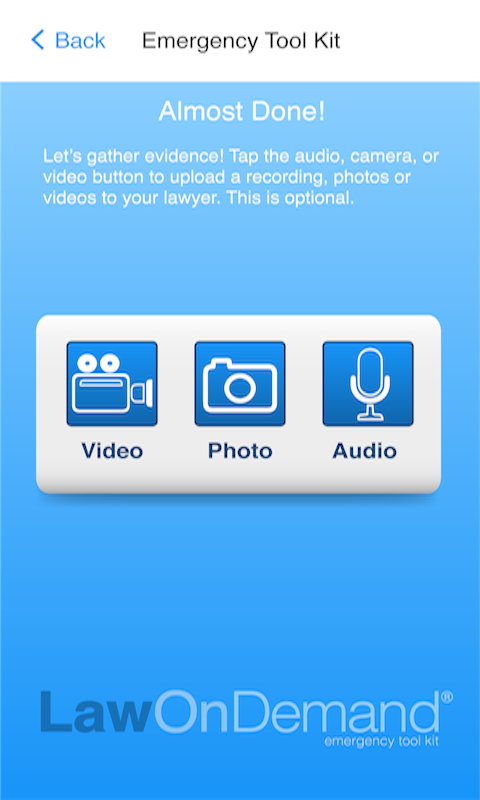 Back Emergency Tool Kit
Almost Done!
Let's gather evidence! Tap the audio, camera, or
video button to upload a recording, photos or
videos to your lawyer. This is optional.
Video Photo Audio
LawOnDemand®
emergency tool kit